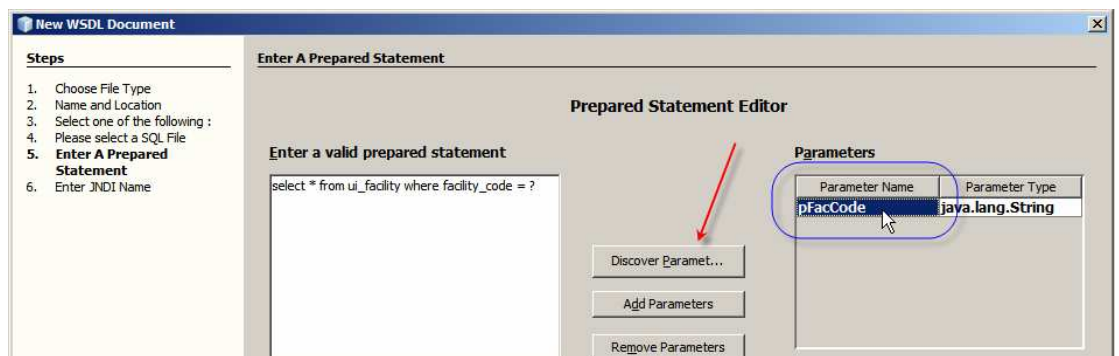 New WSDL Document
Steps
1. Choose File Type
2. Name and Location
3. Select one of the following :
4. Please select a SQL File
5. Enter A Prepared
Statement
6. Enter JNDI Name
Enter A Prepared Statement
Prepared Statement Editor
Enter a valid prepared statement
select * from ui_facility where facility_code = ?
Discover Paramet...
Add Parameters
Remove Parameters
Parameters
Parameter Name Parameter Type
pFacCode java.lang.String